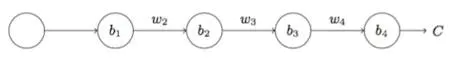 w₂ w₃ w₄
b₁ b₂ b₃ b₄ C